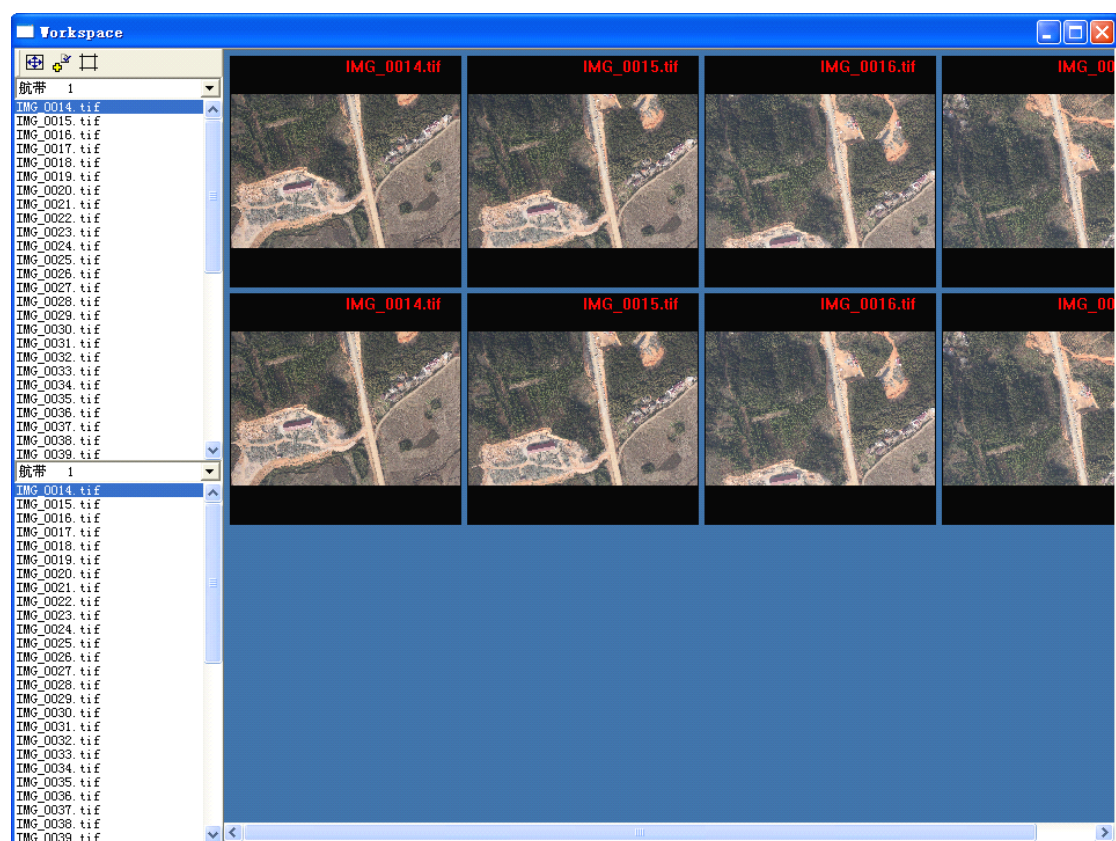 Workspace
航带 1
IMG_0014.tif
IMG_0015.tif
IMG_0016.tif
IMG_0017.tif
IMG_0018.tif
IMG_0019.tif
IMG_0020.tif
IMG_0021.tif
IMG_0022.tif
IMG_0023.tif
IMG_0024.tif
IMG_0025.tif
IMG_0026.tif
IMG_0027.tif
IMG_0028.tif
IMG_0029.tif
IMG_0030.tif
IMG_0031.tif
IMG_0032.tif
IMG_0033.tif
IMG_0034.tif
IMG_0035.tif
IMG_0036.tif
IMG_0037.tif
IMG_0038.tif
IMG_0039.tif
航带 1
IMG_0014.tif
IMG_0015.tif
IMG_0016.tif
IMG_0017.tif
IMG_0018.tif
IMG_0019.tif
IMG_0020.tif
IMG_0021.tif
IMG_0022.tif
IMG_0023.tif
IMG_0024.tif
IMG_0025.tif
IMG_0026.tif
IMG_0027.tif
IMG_0028.tif
IMG_0029.tif
IMG_0030.tif
IMG_0031.tif
IMG_0032.tif
IMG_0033.tif
IMG_0034.tif
IMG_0035.tif
IMG_0036.tif
IMG_0037.tif
IMG_0038.tif
IMG_0039.tif
IMG_0014.tif IMG_0015.tif IMG_0016.tif IMG_00
IMG_0014.tif IMG_0015.tif IMG_0016.tif IMG_00